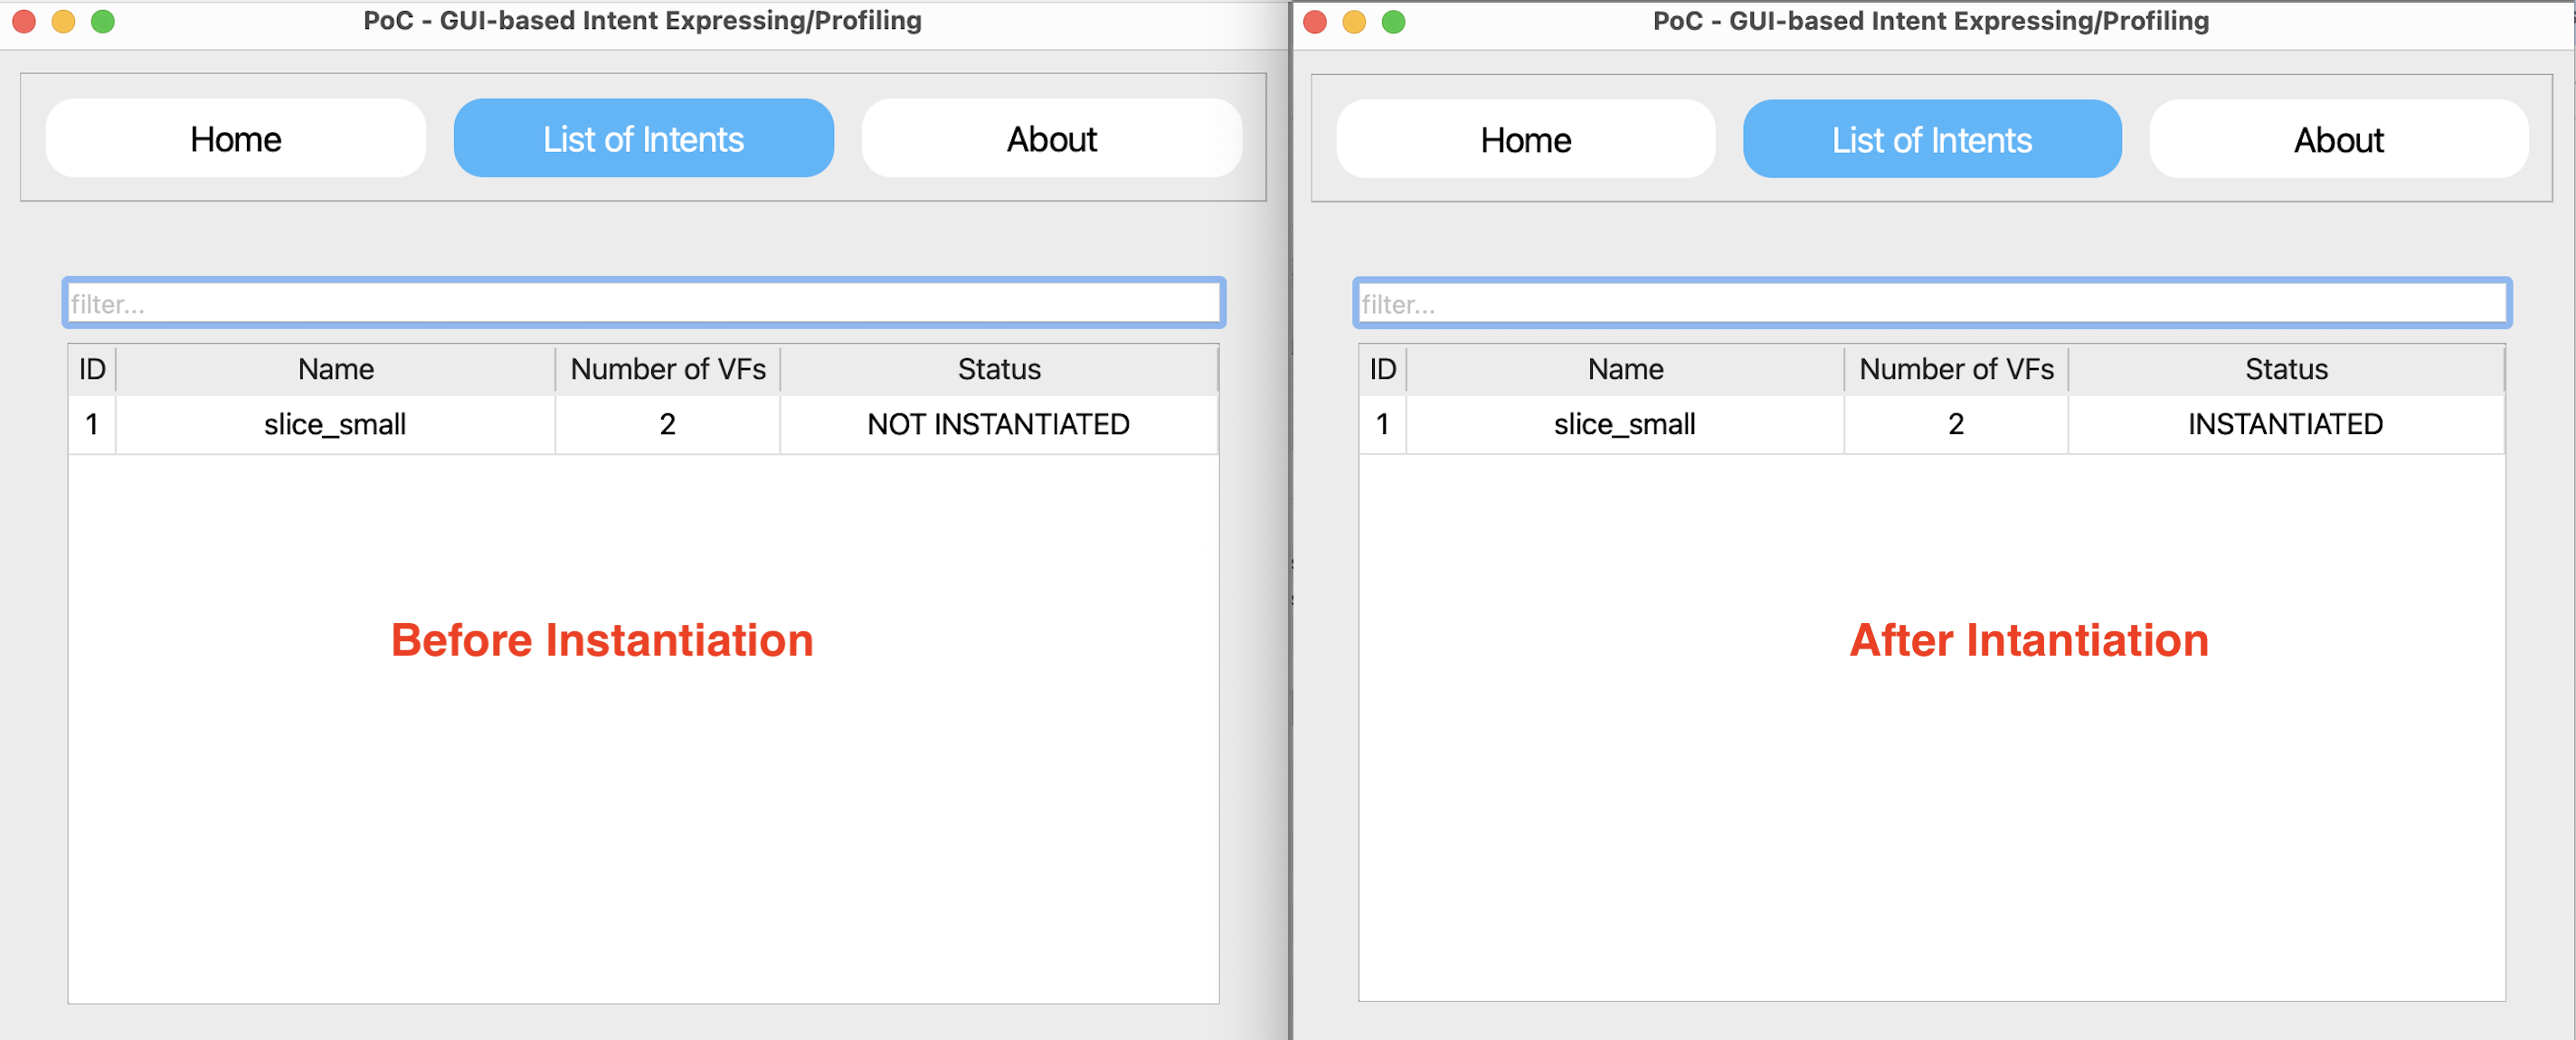 PoC - GUI-based Intent Expressing/Profiling
Home List of Intents About
filter...
ID Name Number of VFs Status
1 slice_small 2 NOT INSTANTIATED
Before Instantiation
PoC - GUI-based Intent Expressing/Profiling
Home List of Intents About
filter...
ID Name Number of VFs Status
1 slice_small 2 INSTANTIATED
After Intantiation